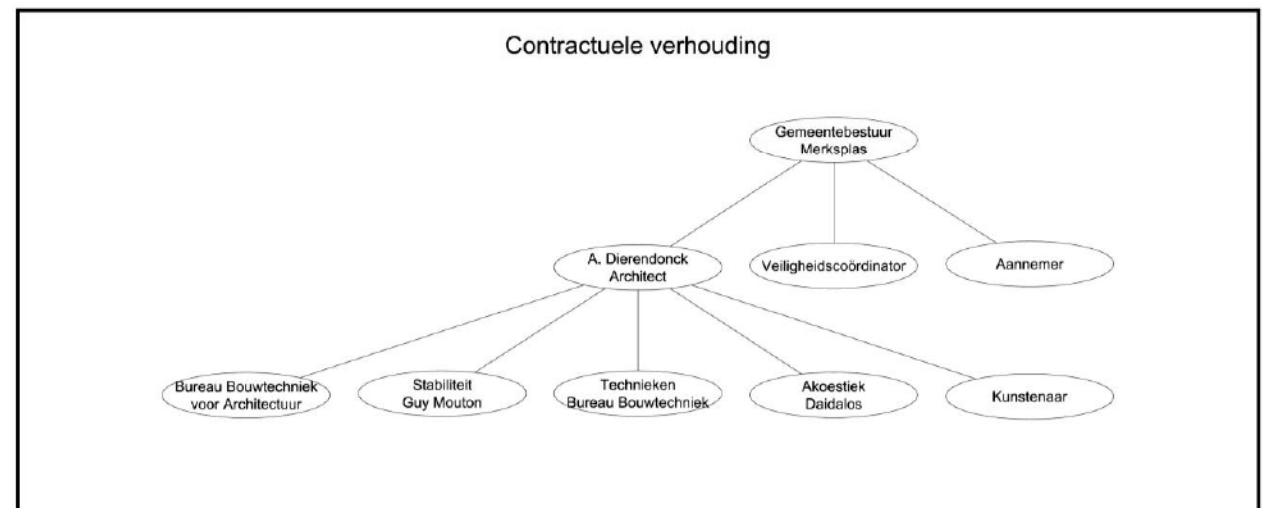 Contractuele verhouding
Gemeentebestuur
Merksplas
A. Dierendonck
Architect
Veiligheidscoördinator
Aannemer
Bureau Bouwtechniek
voor Architectuur
Stabiliteit
Guy Mouton
Technieken
Bureau Bouwtechniek
Akoestiek
Daidalos
Kunstenaar